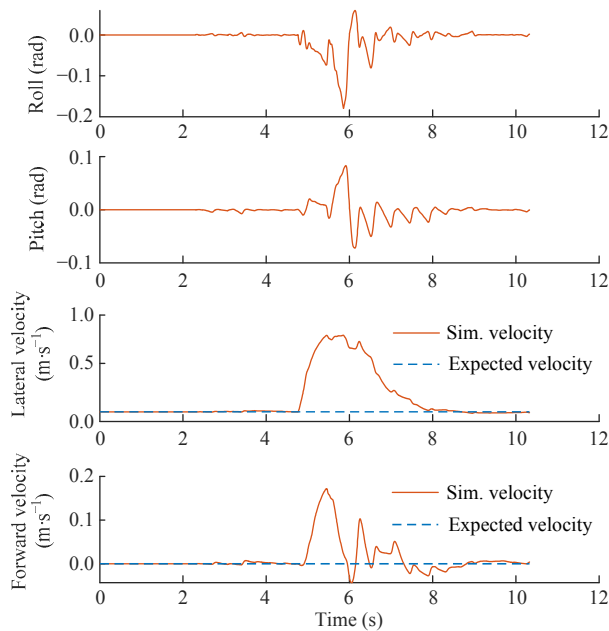 0.0
−0.1
−0.2
Roll (rad)
0 2 4 6 8 10 12
0.1
0.0
−0.1
Pitch (rad)
0 2 4 6 8 10 12
1.0
0.5
0.0
Lateral velocity
(m·s⁻¹)
Sim. velocity
Expected velocity
0 2 4 6 8 10 12
0.2
0.1
0.0
Forward velocity
(m·s⁻¹)
Sim. velocity
Expected velocity
0 2 4 6 8 10 12
Time (s)